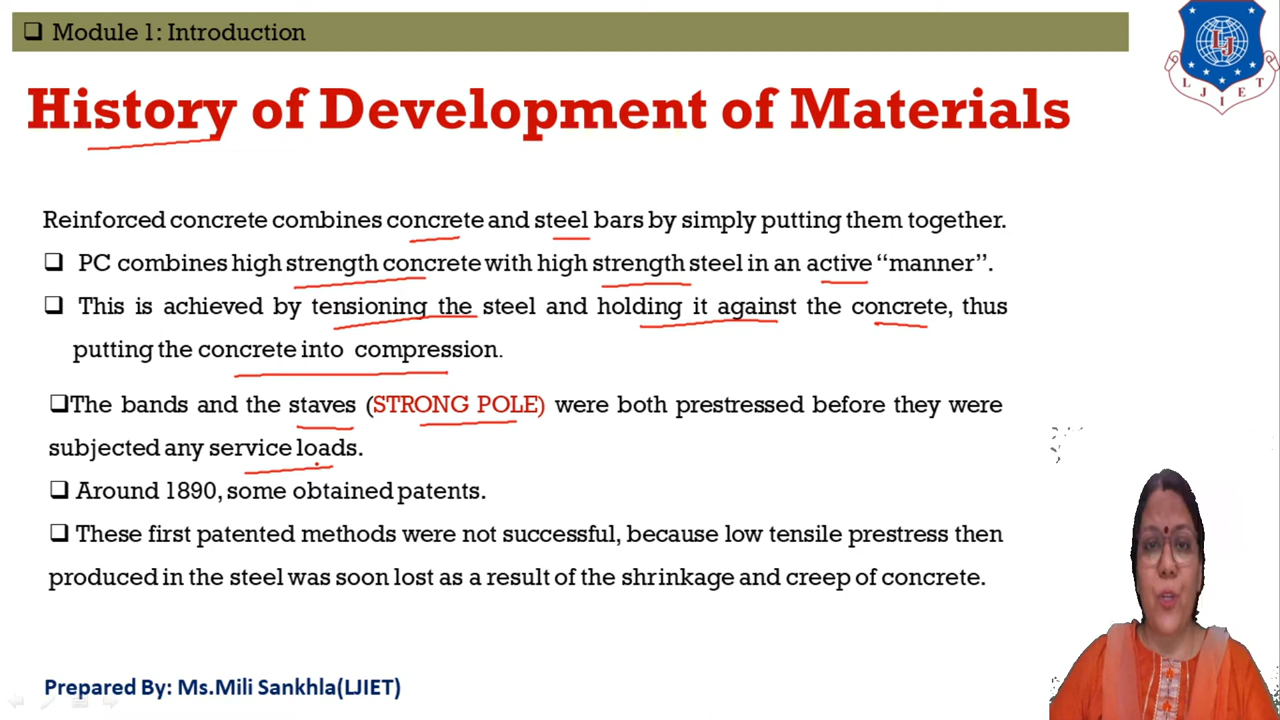 ❑ Module 1: Introduction
LJ
LJIET
History of Development of Materials
Reinforced concrete combines concrete and steel bars by simply putting them together.
❑ PC combines high strength concrete with high strength steel in an active “manner”.
❑ This is achieved by tensioning the steel and holding it against the concrete, thus
putting the concrete into compression.
❑The bands and the staves (STRONG POLE) were both prestressed before they were
subjected any service loads.
❑ Around 1890, some obtained patents.
❑ These first patented methods were not successful, because low tensile prestress then
produced in the steel was soon lost as a result of the shrinkage and creep of concrete.
Prepared By: Ms.Mili Sankhla(LJIET)